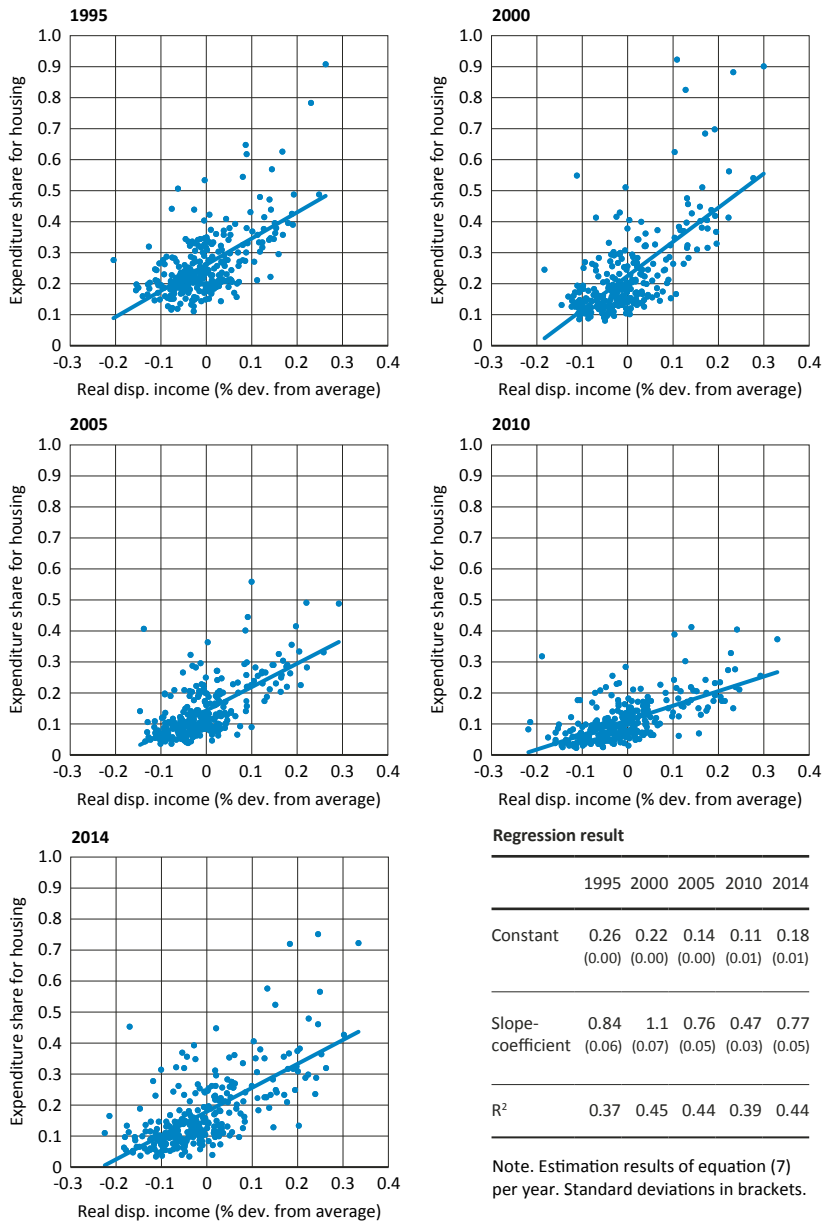 1995
1.0
0.9
0.8
0.7
0.6
0.5
0.4
0.3
0.2
0.1
0
-0.3 -0.2 -0.1 0 0.1 0.2 0.3 0.4
Expenditure share for housing
Real disp. income (% dev. from average)
2000
1.0
0.9
0.8
0.7
0.6
0.5
0.4
0.3
0.2
0.1
0
-0.3 -0.2 -0.1 0 0.1 0.2 0.3 0.4
Expenditure share for housing
Real disp. income (% dev. from average)
2005
1.0
0.9
0.8
0.7
0.6
0.5
0.4
0.3
0.2
0.1
0
-0.3 -0.2 -0.1 0 0.1 0.2 0.3 0.4
Expenditure share for housing
Real disp. income (% dev. from average)
2010
1.0
0.9
0.8
0.7
0.6
0.5
0.4
0.3
0.2
0.1
0
-0.3 -0.2 -0.1 0 0.1 0.2 0.3 0.4
Expenditure share for housing
Real disp. income (% dev. from average)
2014
1.0
0.9
0.8
0.7
0.6
0.5
0.4
0.3
0.2
0.1
0
-0.3 -0.2 -0.1 0 0.1 0.2 0.3 0.4
Expenditure share for housing
Real disp. income (% dev. from average)
Regression result
1995 2000 2005 2010 2014
Constant 0.26 0.22 0.14 0.11 0.18
(0.00) (0.00) (0.00) (0.01) (0.01)
Slope- 0.84 1.1 0.76 0.47 0.77
coefficient (0.06) (0.07) (0.05) (0.03) (0.05)
R² 0.37 0.45 0.44 0.39 0.44
Note. Estimation results of equation (7)
per year. Standard deviations in brackets.